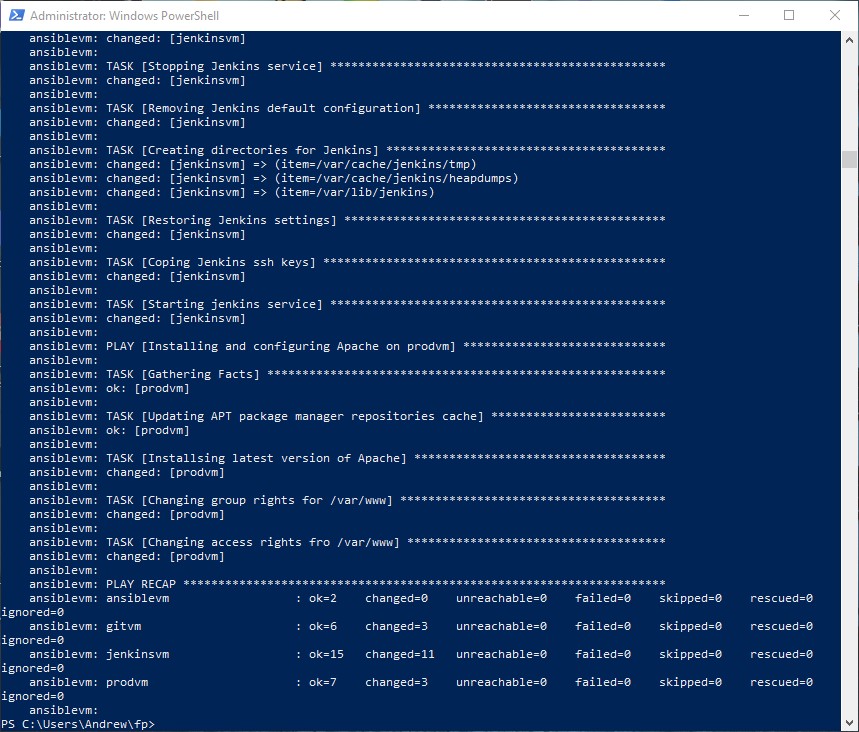 Administrator: Windows PowerShell
ansiblevm: changed: [jenkinsvm]
ansiblevm:
ansiblevm: TASK [Stopping Jenkins service] ************************************************
ansiblevm: changed: [jenkinsvm]
ansiblevm:
ansiblevm: TASK [Removing Jenkins default configuration] **********************************
ansiblevm: changed: [jenkinsvm]
ansiblevm:
ansiblevm: TASK [Creating directories for Jenkins] ****************************************
ansiblevm: changed: [jenkinsvm] => (item=/var/cache/jenkins/tmp)
ansiblevm: changed: [jenkinsvm] => (item=/var/cache/jenkins/heapdumps)
ansiblevm: changed: [jenkinsvm] => (item=/var/lib/jenkins)
ansiblevm:
ansiblevm: TASK [Restoring Jenkins settings] **********************************************
ansiblevm: changed: [jenkinsvm]
ansiblevm:
ansiblevm: TASK [Coping Jenkins ssh keys] *************************************************
ansiblevm: changed: [jenkinsvm]
ansiblevm:
ansiblevm: TASK [Starting jenkins service] ************************************************
ansiblevm: changed: [jenkinsvm]
ansiblevm:
ansiblevm: PLAY [Installing and configuring Apache on prodvm] *****************************
ansiblevm:
ansiblevm: TASK [Gathering Facts] *********************************************************
ansiblevm: ok: [prodvm]
ansiblevm:
ansiblevm: TASK [Updating APT package manager repositories cache] *************************
ansiblevm: ok: [prodvm]
ansiblevm:
ansiblevm: TASK [Installsing latest version of Apache] ************************************
ansiblevm: changed: [prodvm]
ansiblevm:
ansiblevm: TASK [Changing group rights for /var/www] **************************************
ansiblevm: changed: [prodvm]
ansiblevm:
ansiblevm: TASK [Changing access rights fro /var/www] *************************************
ansiblevm: changed: [prodvm]
ansiblevm:
ansiblevm: PLAY RECAP *********************************************************************
ansiblevm: ansiblevm : ok=2 changed=0 unreachable=0 failed=0 skipped=0 rescued=0
ignored=0
ansiblevm: gitvm : ok=6 changed=3 unreachable=0 failed=0 skipped=0 rescued=0
ignored=0
ansiblevm: jenkinsvm : ok=15 changed=11 unreachable=0 failed=0 skipped=0 rescued=0
ignored=0
ansiblevm: prodvm : ok=7 changed=3 unreachable=0 failed=0 skipped=0 rescued=0
ignored=0
ansiblevm:
PS C:\Users\Andrew\fp>